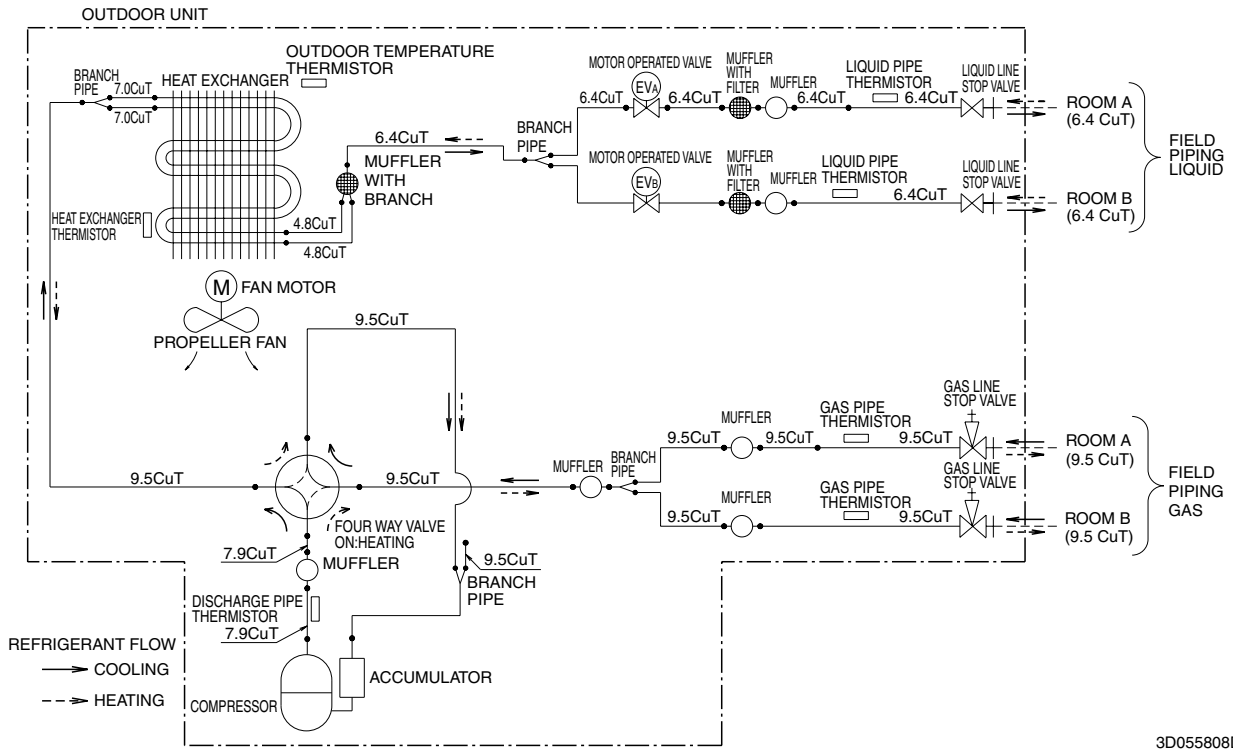 OUTDOOR UNIT
OUTDOOR TEMPERATURE
THERMISTOR
HEAT EXCHANGER
BRANCH
PIPE
7.0CuT
7.0CuT
HEAT EXCHANGER
THERMISTOR
4.8CuT
4.8CuT
6.4CuT
MUFFLER
WITH
BRANCH
BRANCH
PIPE
MOTOR OPERATED VALVE
EVA
6.4CuT
6.4CuT
MUFFLER
WITH
FILTER
MUFFLER
6.4CuT
LIQUID PIPE
THERMISTOR
6.4CuT
LIQUID LINE
STOP VALVE
ROOM A
(6.4 CuT)
MOTOR OPERATED VALVE
EVB
MUFFLER
WITH
FILTER
MUFFLER
LIQUID PIPE
THERMISTOR
6.4CuT
LIQUID LINE
STOP VALVE
ROOM B
(6.4 CuT)
FIELD
PIPING
LIQUID
M
FAN MOTOR
PROPELLER FAN
9.5CuT
9.5CuT
9.5CuT
FOUR WAY VALVE
ON:HEATING
MUFFLER
BRANCH
PIPE
9.5CuT
MUFFLER
9.5CuT
GAS PIPE
THERMISTOR
9.5CuT
GAS LINE
STOP VALVE
ROOM A
(9.5 CuT)
9.5CuT
MUFFLER
GAS PIPE
THERMISTOR
9.5CuT
GAS LINE
STOP VALVE
ROOM B
(9.5 CuT)
FIELD
PIPING
GAS
7.9CuT
MUFFLER
9.5CuT
BRANCH
PIPE
DISCHARGE PIPE
THERMISTOR
7.9CuT
ACCUMULATOR
COMPRESSOR
REFRIGERANT FLOW
COOLING
HEATING
3D055808